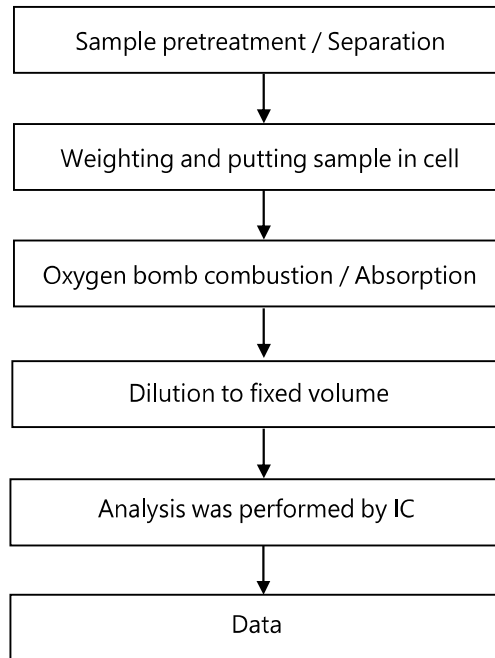 Sample pretreatment / Separation
Weighting and putting sample in cell
Oxygen bomb combustion / Absorption
Dilution to fixed volume
Analysis was performed by IC
Data